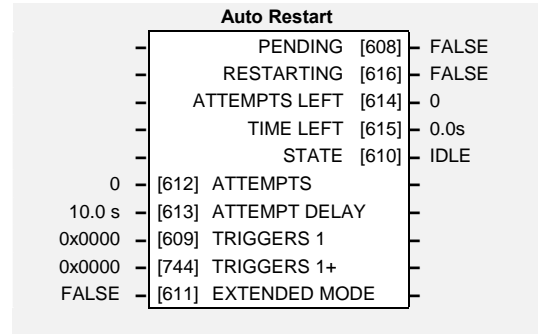 Auto Restart
PENDING [608] – FALSE
RESTARTING [616] – FALSE
ATTEMPTS LEFT [614] – 0
TIME LEFT [615] – 0.0s
STATE [610] – IDLE
0 – [612] ATTEMPTS
10.0 s – [613] ATTEMPT DELAY
0x0000 – [609] TRIGGERS 1
0x0000 – [744] TRIGGERS 1+
FALSE – [611] EXTENDED MODE